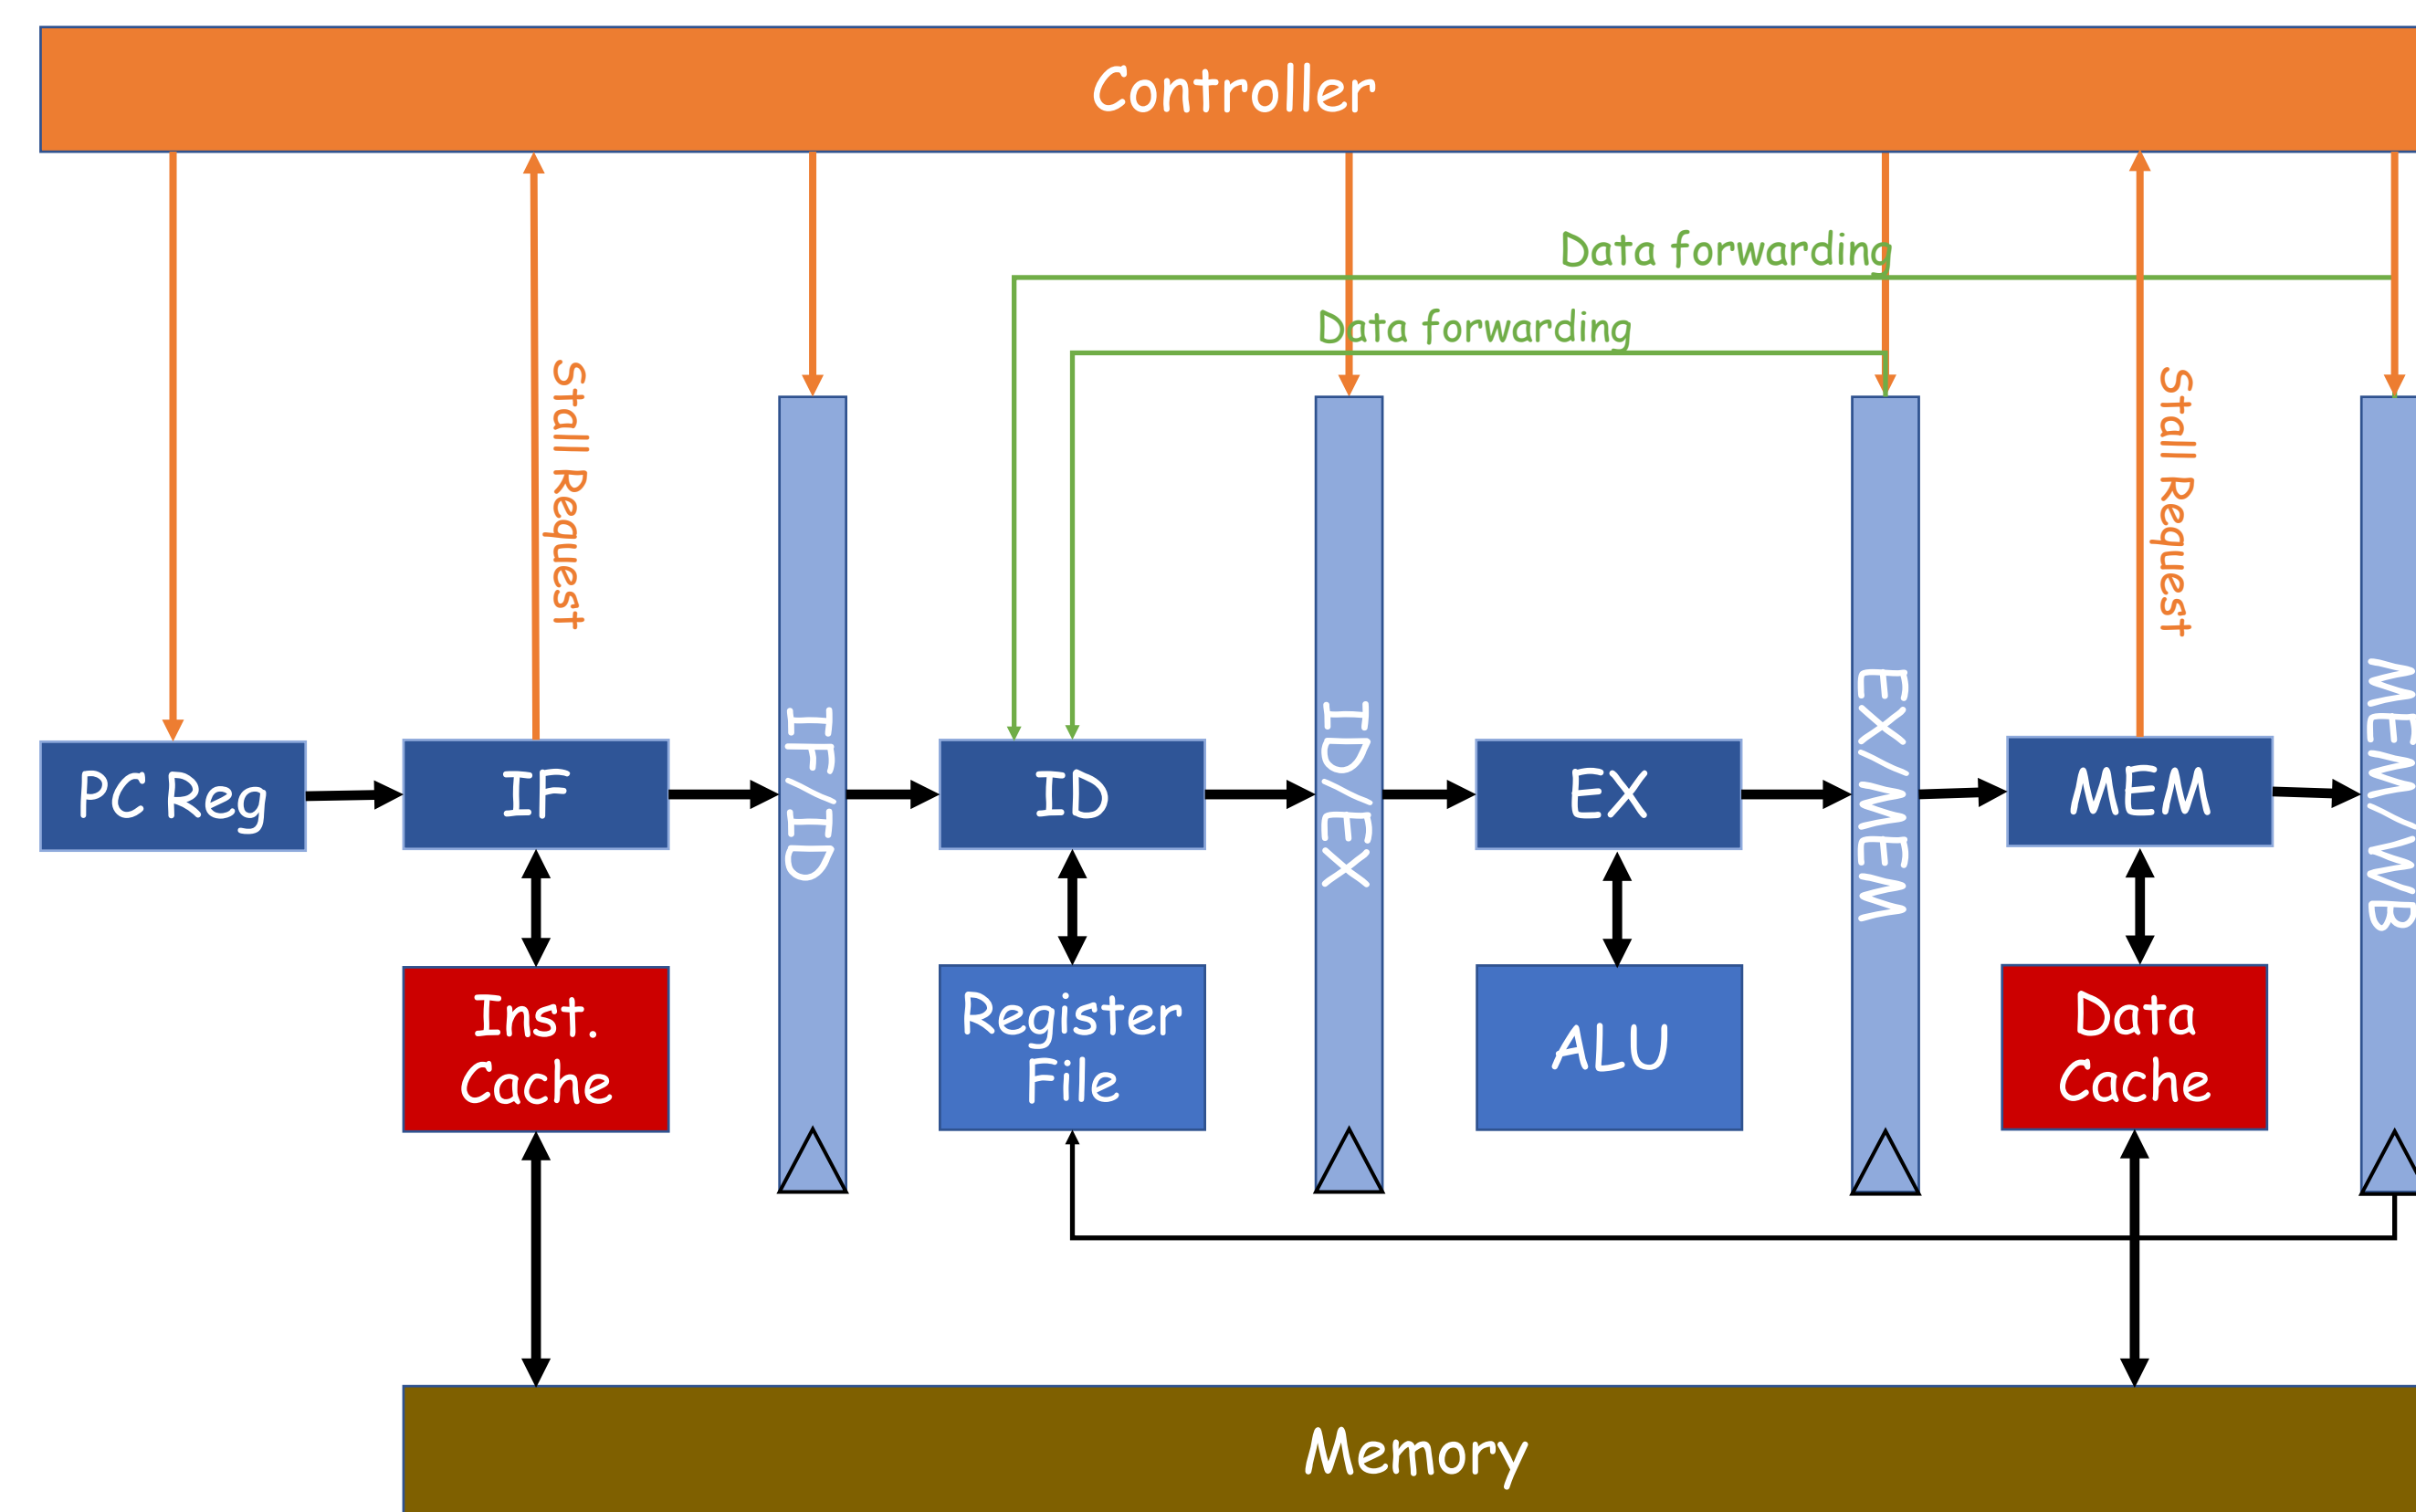 Controller
Data forwarding
Data forwarding
Stall Request
Stall Request
PC Reg
IF
IF/ID
ID
ID/EX
EX
EX/MEM
MEM
MEM/WB
Inst.
Cache
Register
File
ALU
Data
Cache
Memory